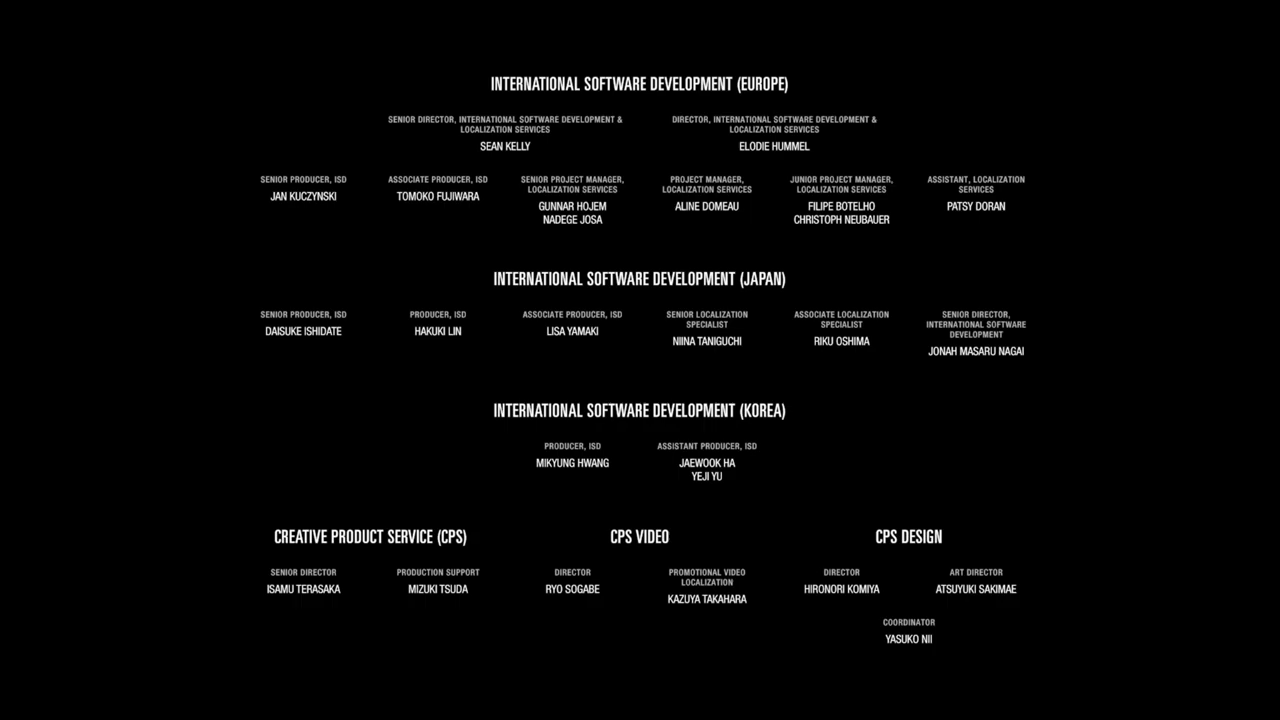 INTERNATIONAL SOFTWARE DEVELOPMENT (EUROPE)
SENIOR DIRECTOR, INTERNATIONAL SOFTWARE DEVELOPMENT &
LOCALIZATION SERVICES
SEAN KELLY
DIRECTOR, INTERNATIONAL SOFTWARE DEVELOPMENT &
LOCALIZATION SERVICES
ELODIE HUMMEL
SENIOR PRODUCER, ISD
JAN KUCZYNSKI
ASSOCIATE PRODUCER, ISD
TOMOKO FUJIWARA
SENIOR PROJECT MANAGER,
LOCALIZATION SERVICES
GUNNAR HOJEM
NADEGE JOSA
PROJECT MANAGER,
LOCALIZATION SERVICES
ALINE DOMEAU
JUNIOR PROJECT MANAGER,
LOCALIZATION SERVICES
FILIPE BOTELHO
CHRISTOPH NEUBAUER
ASSISTANT, LOCALIZATION
SERVICES
PATSY DORAN
INTERNATIONAL SOFTWARE DEVELOPMENT (JAPAN)
SENIOR PRODUCER, ISD
DAISUKE ISHIDATE
PRODUCER, ISD
HAKUKI LIN
ASSOCIATE PRODUCER, ISD
LISA YAMAKI
SENIOR LOCALIZATION
SPECIALIST
NIINA TANIGUCHI
ASSOCIATE LOCALIZATION
SPECIALIST
RIKU OSHIMA
SENIOR DIRECTOR,
INTERNATIONAL SOFTWARE
DEVELOPMENT
JONAH MASARU NAGAI
INTERNATIONAL SOFTWARE DEVELOPMENT (KOREA)
PRODUCER, ISD
MIKYUNG HWANG
ASSISTANT PRODUCER, ISD
JAEWOOK HA
YEJI YU
CREATIVE PRODUCT SERVICE (CPS)
SENIOR DIRECTOR
ISAMU TERASAKA
PRODUCTION SUPPORT
MIZUKI TSUDA
CPS VIDEO
DIRECTOR
RYO SOGABE
PROMOTIONAL VIDEO
LOCALIZATION
KAZUYA TAKAHARA
CPS DESIGN
DIRECTOR
HIRONORI KOMIYA
ART DIRECTOR
ATSUYUKI SAKIMAE
COORDINATOR
YASUKO NII